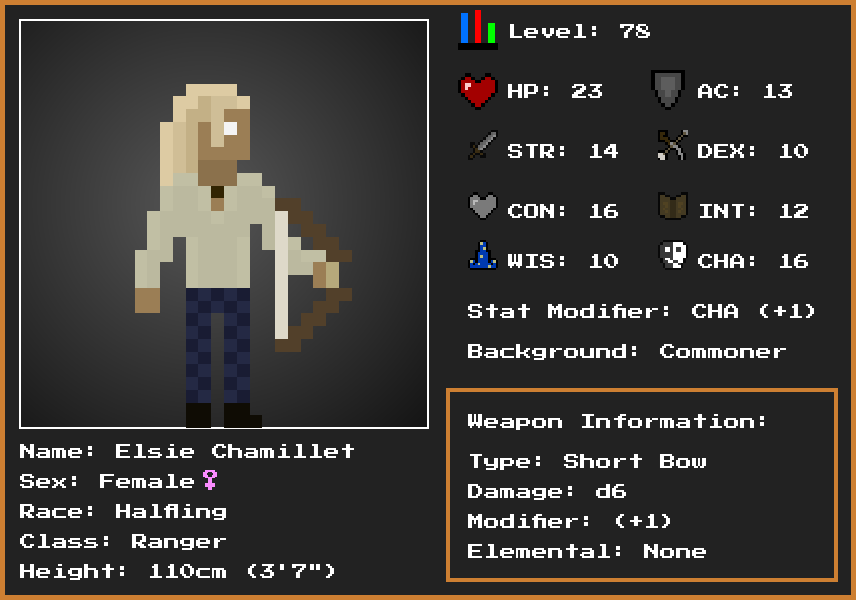 Level: 78
HP: 23 AC: 13
STR: 14 DEX: 10
CON: 16 INT: 12
WIS: 10 CHA: 16
Stat Modifier: CHA (+1)
Background: Commoner
Weapon Information:
Type: Short Bow
Damage: d6
Modifier: (+1)
Elemental: None
Name: Elsie Chamillet
Sex: Female♀
Race: Halfling
Class: Ranger
Height: 110cm (3'7")